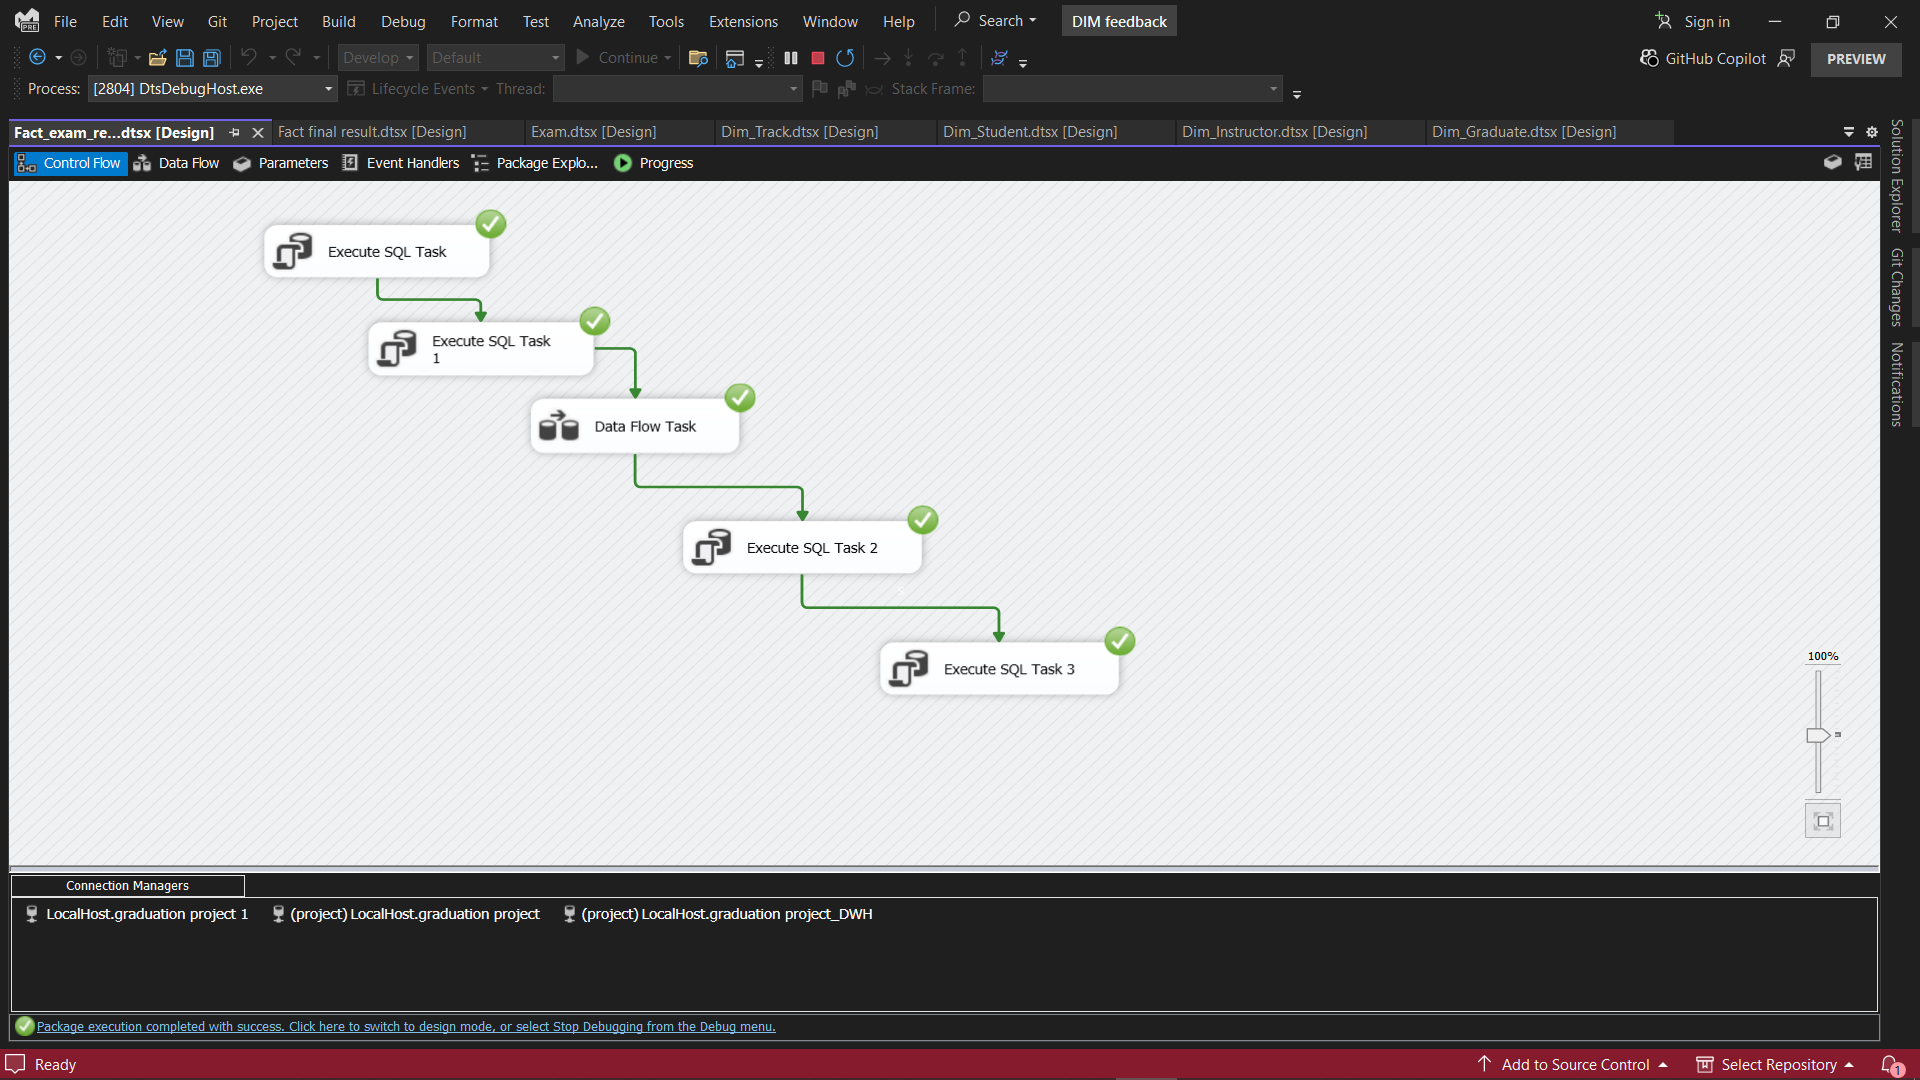 File Edit View Git Project Build Debug Format Test Analyze Tools Extensions Window Help Search DIM feedback Sign in
PRE
Develop Default Continue GitHub Copilot PREVIEW
Process: [2804] DtsDebugHost.exe Lifecycle Events Thread: Stack Frame:
Fact_exam_re...dtsx [Design] Fact final result.dtsx [Design] Exam.dtsx [Design] Dim_Track.dtsx [Design] Dim_Student.dtsx [Design] Dim_Instructor.dtsx [Design] Dim_Graduate.dtsx [Design]
Control Flow Data Flow Parameters Event Handlers Package Explo... Progress
Solution Explorer
Git Changes
Notifications
Execute SQL Task
Execute SQL Task
1
Data Flow Task
Execute SQL Task 2
Execute SQL Task 3
100%
Connection Managers
LocalHost.graduation project 1 (project) LocalHost.graduation project (project) LocalHost.graduation project_DWH
Package execution completed with success. Click here to switch to design mode, or select Stop Debugging from the Debug menu.
Ready Add to Source Control Select Repository 1